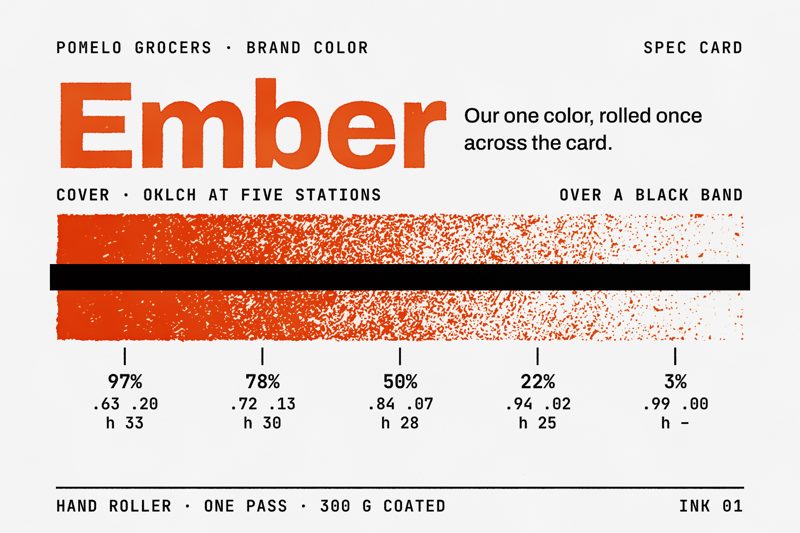 POMELO GROCERS · BRAND COLOR
SPEC CARD
Ember
Our one color, rolled once
across the card.
COVER · OKLCH AT FIVE STATIONS
OVER A BLACK BAND
97% 78% 50% 22% 3%
.63 .20 .72 .13 .84 .07 .94 .02 .99 .00
h 33 h 30 h 28 h 25 h –
HAND ROLLER · ONE PASS · 300 G COATED
INK 01